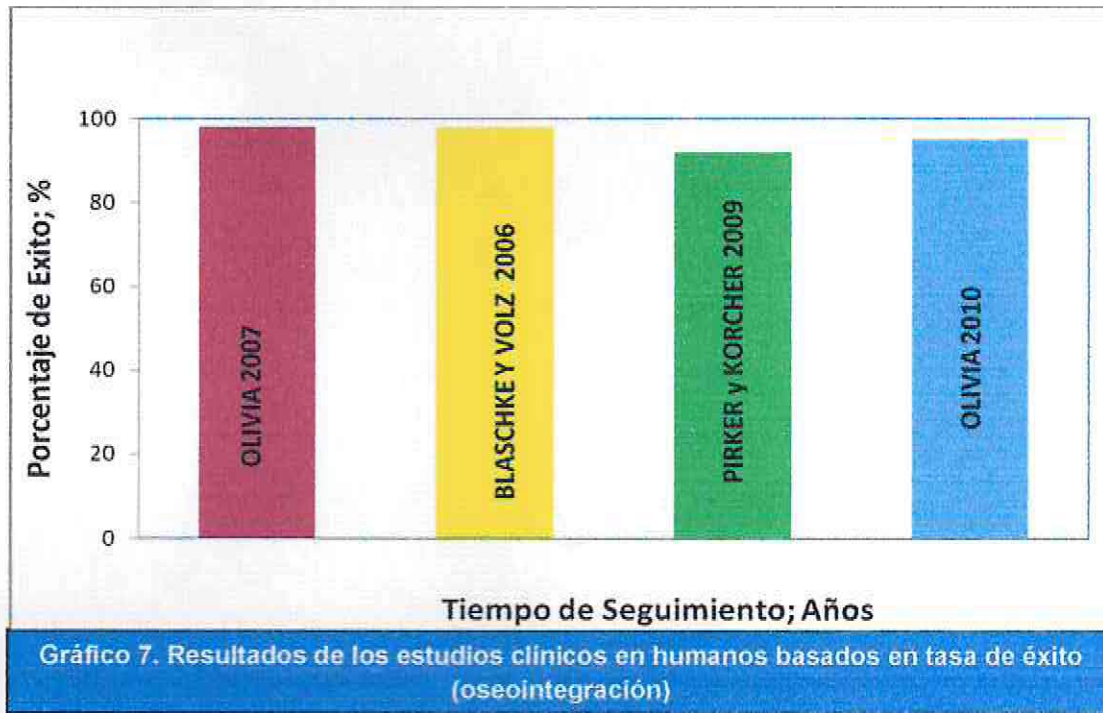 100
80
60
40
20
0
Porcentaje de Exito; %
OLIVIA 2007
BLASCHKE Y VOLZ 2006
PIRKER y KORCHER 2009
OLIVIA 2010
Tiempo de Seguimiento; Años
Gráfico 7. Resultados de los estudios clínicos en humanos basados en tasa de éxito
(oseointegración)